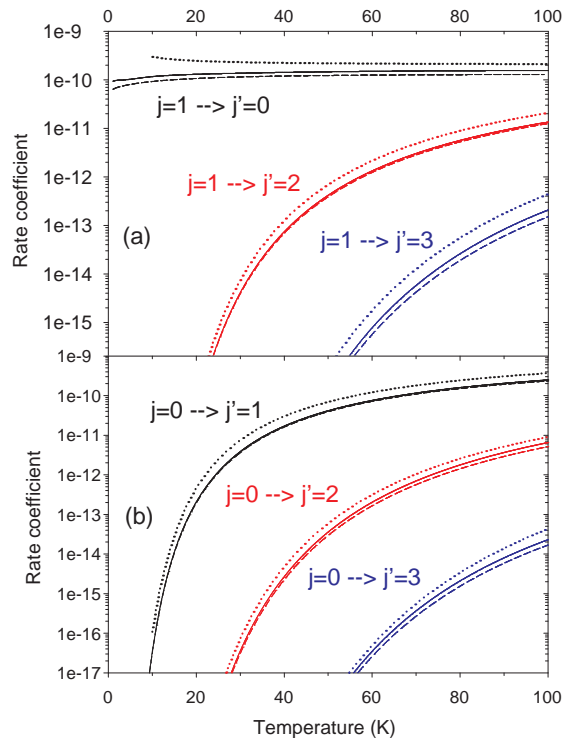 0 20 40 60 80 100
1e-9
1e-10
1e-11
1e-12
1e-13
1e-14
1e-15
1e-9
Rate coefficient
j=1 --> j'=0
j=1 --> j'=2
j=1 --> j'=3
(a)
1e-10
1e-11
1e-12
1e-13
1e-14
1e-15
1e-16
1e-17
Rate coefficient
j=0 --> j'=1
j=0 --> j'=2
j=0 --> j'=3
(b)
0 20 40 60 80 100
Temperature (K)